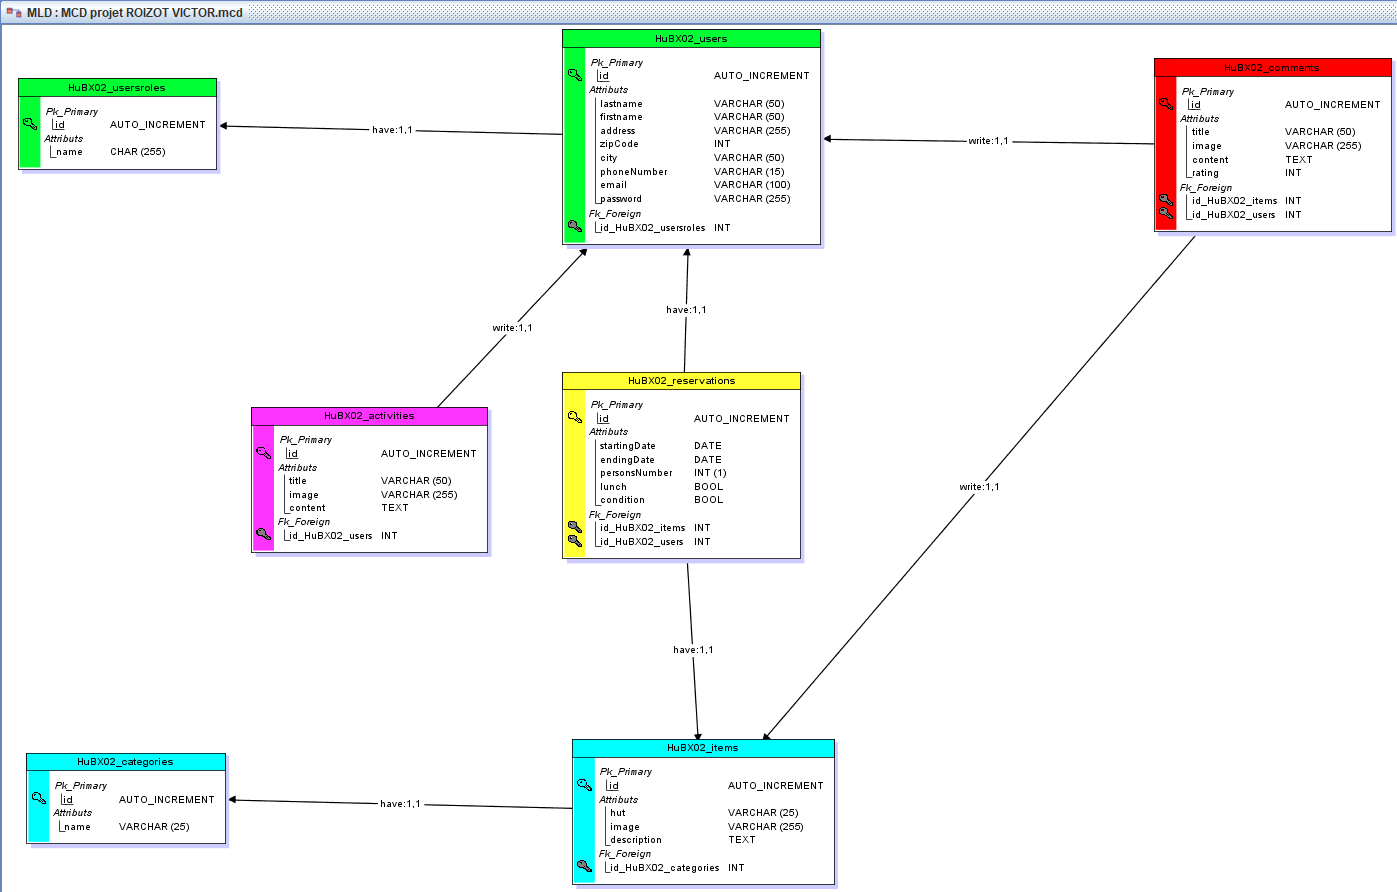 MLD : MCD projet ROIZOT VICTOR.mcd
HuBX02_usersroles
Pk_Primary
id AUTO_INCREMENT
Attributs
name CHAR (255)
have:1,1
HuBX02_users
Pk_Primary
id AUTO_INCREMENT
Attributs
lastname VARCHAR (50)
firstname VARCHAR (50)
address VARCHAR (255)
zipCode INT
city VARCHAR (50)
phoneNumber VARCHAR (15)
email VARCHAR (100)
password VARCHAR (255)
Fk_Foreign
id_HuBX02_usersroles INT
write:1,1
HuBX02_comments
Pk_Primary
id AUTO_INCREMENT
Attributs
title VARCHAR (50)
image VARCHAR (255)
content TEXT
rating INT
Fk_Foreign
id_HuBX02_items INT
id_HuBX02_users INT
write:1,1
have:1,1
HuBX02_activities
Pk_Primary
id AUTO_INCREMENT
Attributs
title VARCHAR (50)
image VARCHAR (255)
content TEXT
Fk_Foreign
id_HuBX02_users INT
HuBX02_reservations
Pk_Primary
id AUTO_INCREMENT
Attributs
startingDate DATE
endingDate DATE
personsNumber INT (1)
lunch BOOL
condition BOOL
Fk_Foreign
id_HuBX02_items INT
id_HuBX02_users INT
write:1,1
have:1,1
HuBX02_categories
Pk_Primary
id AUTO_INCREMENT
Attributs
name VARCHAR (25)
have:1,1
HuBX02_items
Pk_Primary
id AUTO_INCREMENT
Attributs
hut VARCHAR (25)
image VARCHAR (255)
description TEXT
Fk_Foreign
id_HuBX02_categories INT